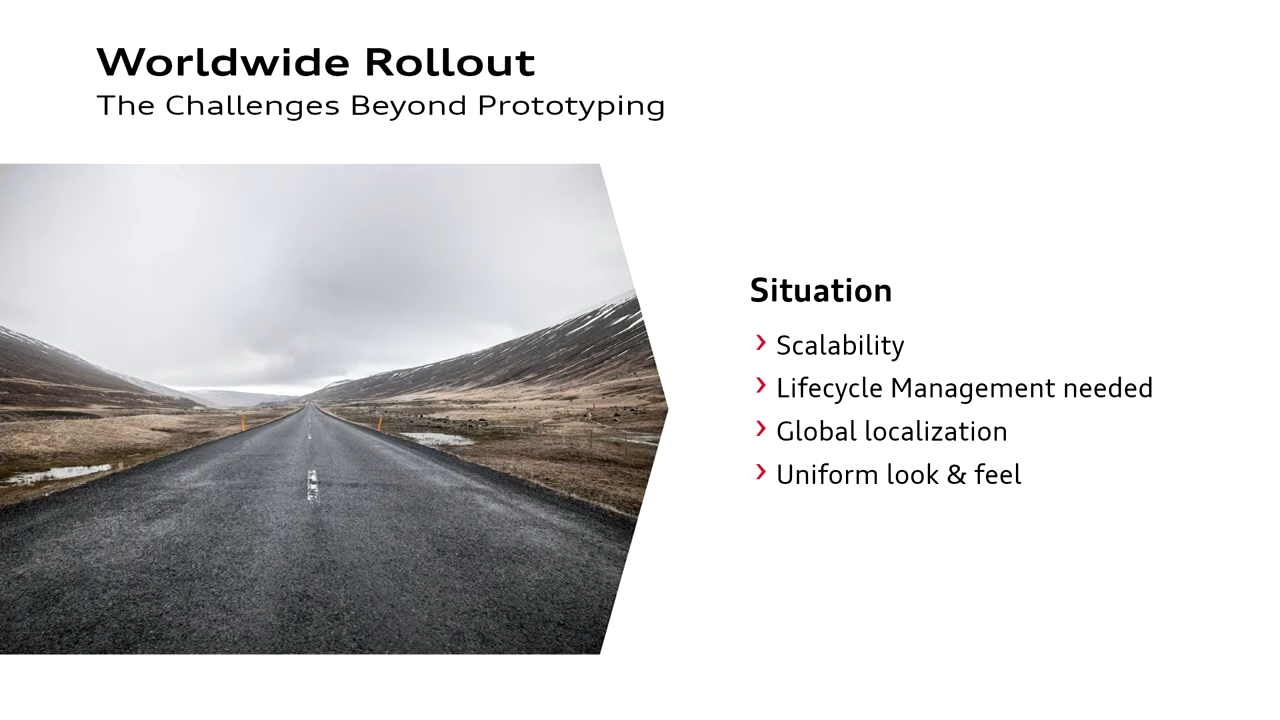 Worldwide Rollout
The Challenges Beyond Prototyping
Situation
Scalability
Lifecycle Management needed
Global localization
Uniform look & feel